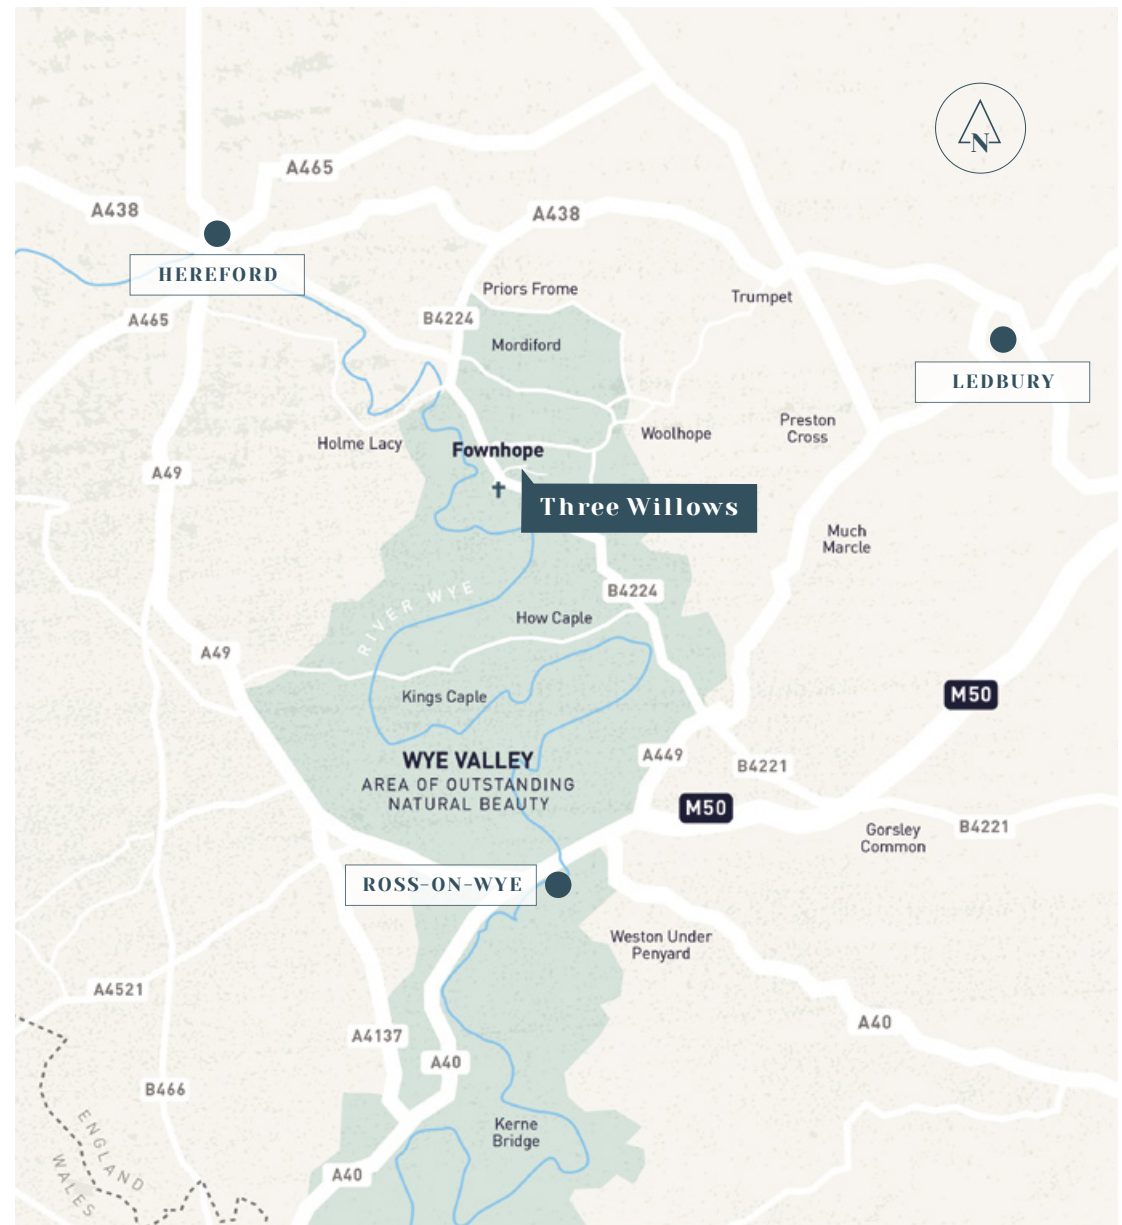 N
A465
A438
A438
HEREFORD
Priors Frome
Trumpet
A465
B4224
Mordiford
LEDBURY
Preston
Cross
Woolhope
Holme Lacy
Fownhope
A49
Three Willows
Much
Marcle
RIVER WYE
B4224
How Caple
A49
Kings Caple
M50
WYE VALLEY
AREA OF OUTSTANDING
NATURAL BEAUTY
A449
B4221
M50
Gorsley
Common
B4221
ROSS-ON-WYE
Weston Under
Penyard
A4521
A40
A4137
A40
B466
ENGLAND
WALES
Kerne
Bridge
A40